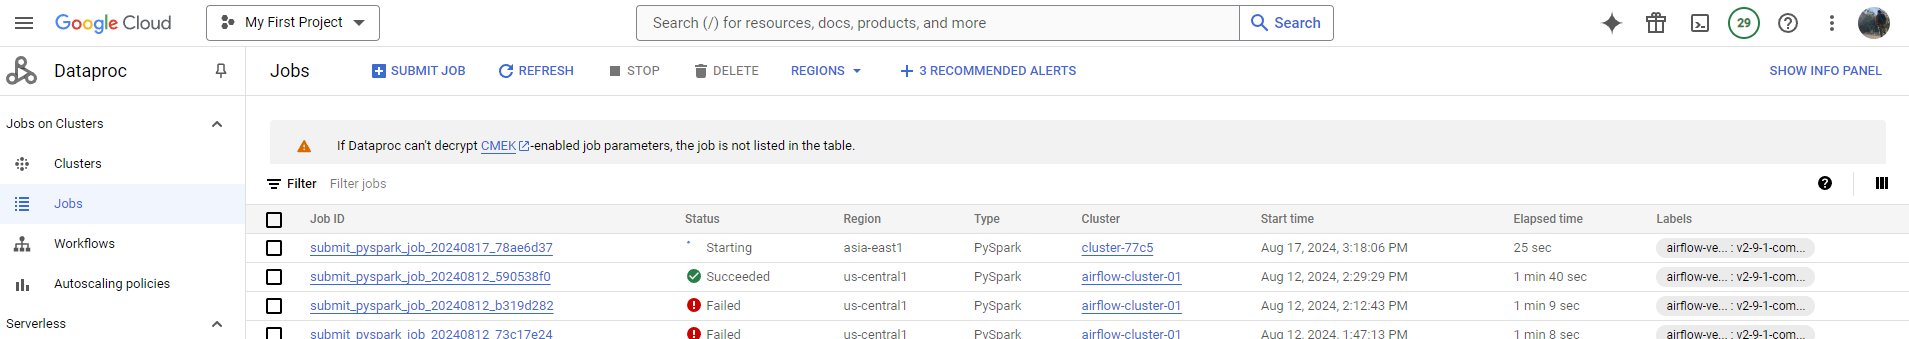 Google Cloud My First Project Search (/) for resources, docs, products, and more Search 29
Dataproc Jobs SUBMIT JOB REFRESH STOP DELETE REGIONS 3 RECOMMENDED ALERTS SHOW INFO PANEL
Jobs on Clusters
If Dataproc can't decrypt CMEK-enabled job parameters, the job is not listed in the table.
Clusters
Filter Filter jobs
Jobs
Job ID Status Region Type Cluster Start time Elapsed time Labels
Workflows
submit_pyspark_job_20240817_78ae6d37 Starting asia-east1 PySpark cluster-77c5 Aug 17, 2024, 3:18:06 PM 25 sec airflow-ve... : v2-9-1-com...
submit_pyspark_job_20240812_590538f0 Succeeded us-central1 PySpark airflow-cluster-01 Aug 12, 2024, 2:29:29 PM 1 min 40 sec airflow-ve... : v2-9-1-com...
Autoscaling policies
submit_pyspark_job_20240812_b319d282 Failed us-central1 PySpark airflow-cluster-01 Aug 12, 2024, 2:12:43 PM 1 min 9 sec airflow-ve... : v2-9-1-com...
Serverless
submit_pyspark_job_20240812_73c17e24 Failed us-central1 PySpark airflow-cluster-01 Aug 12, 2024, 1:47:13 PM 1 min 8 sec airflow-ve... : v2-9-1-com...